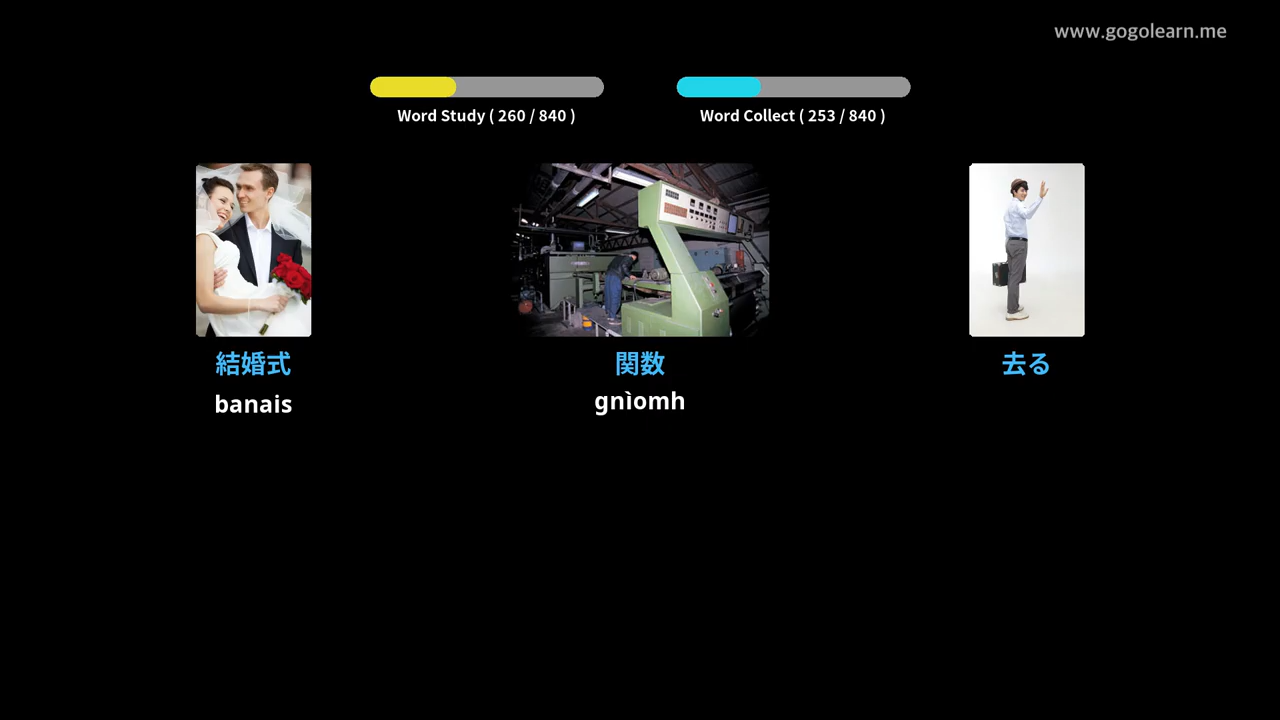 www.gogolearn.me
Word Study ( 260 / 840 )
Word Collect ( 253 / 840 )
結婚式
関数
去る
banais
gnìomh